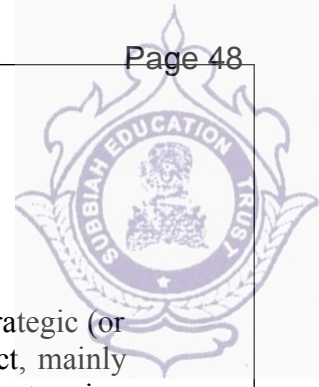 Page 48
SUBBIAH EDUCATION TRUST
rategic (or
ct, mainly